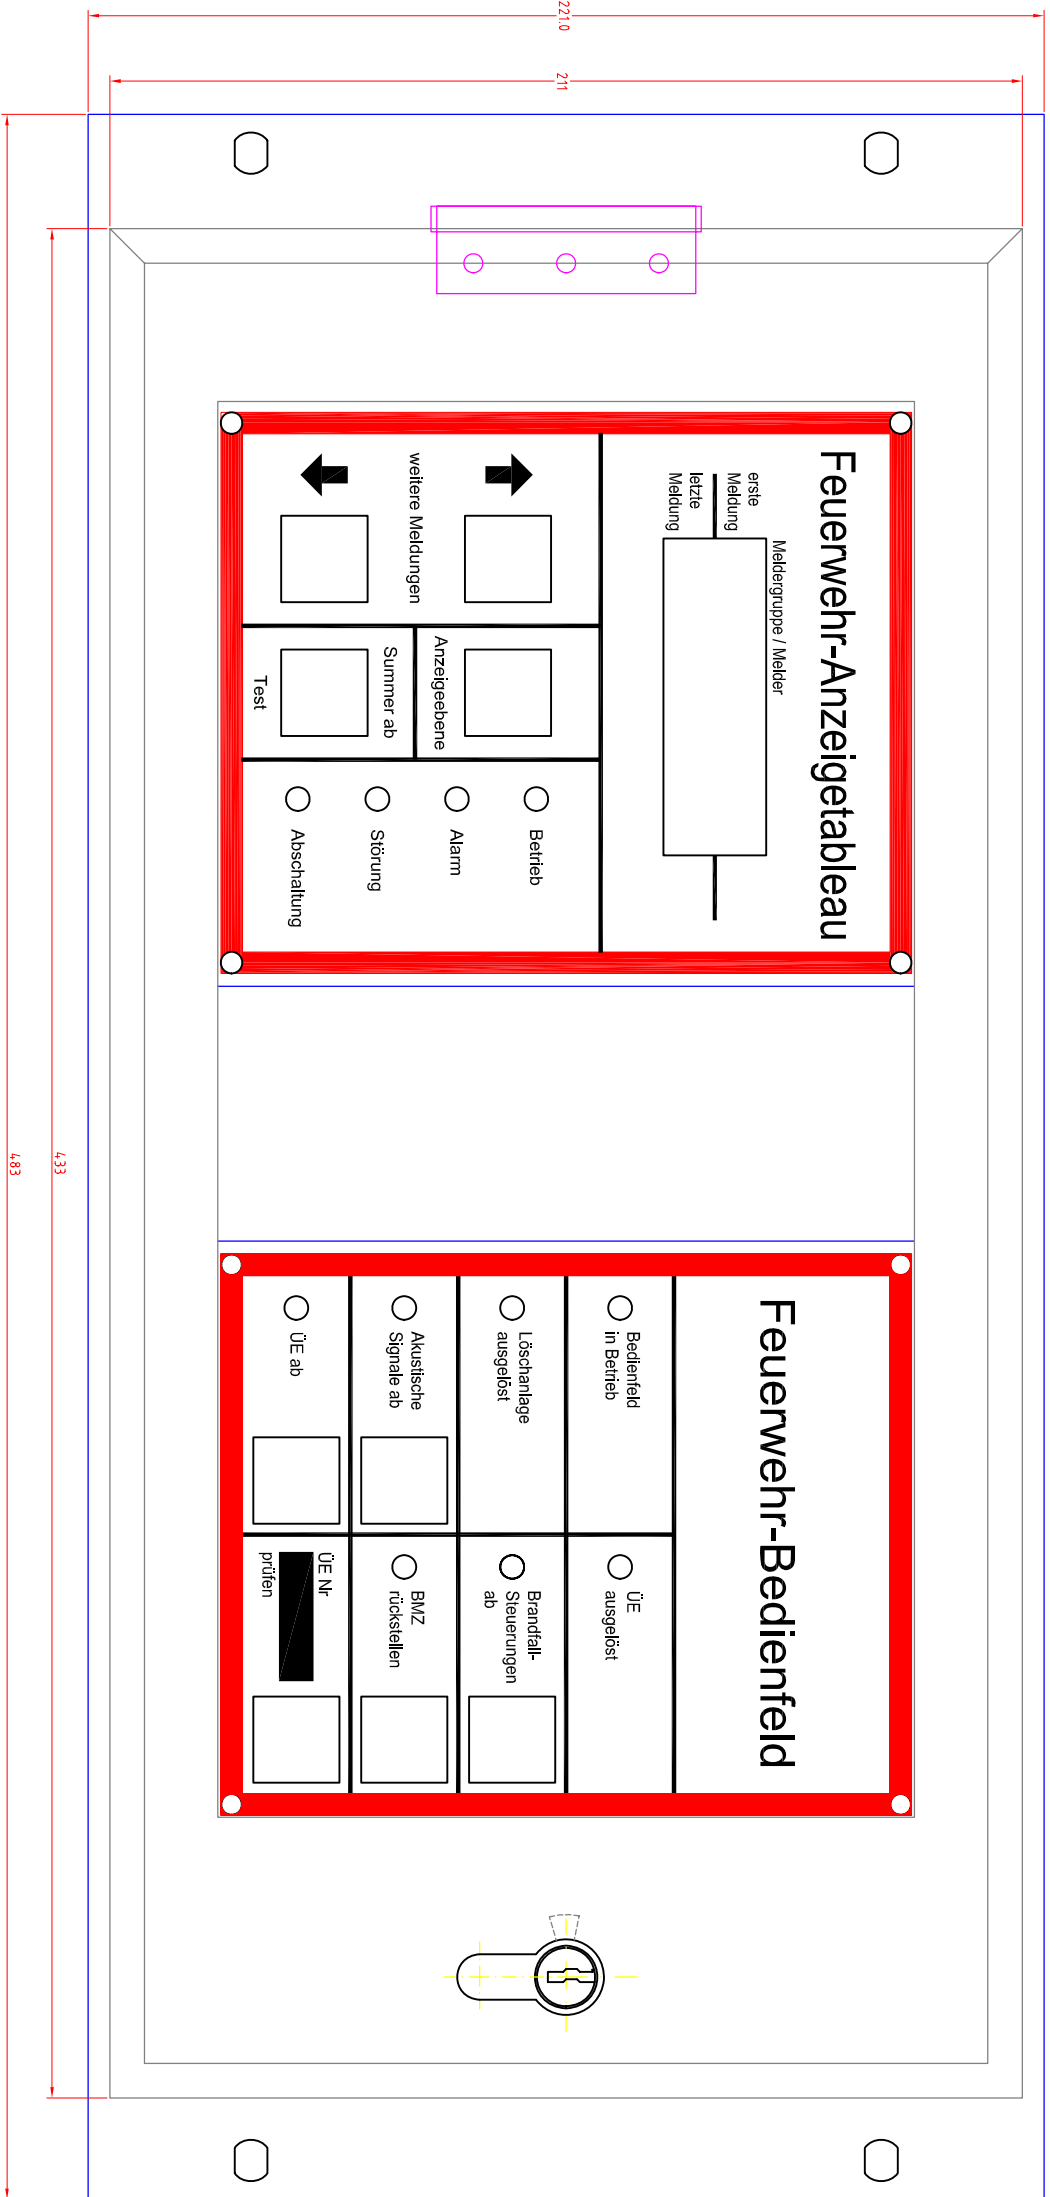 221.0
211
483
433
Feuerwehr-Anzeigetableau
Meldergruppe / Melder
erste
Meldung
letzte
Meldung
weitere Meldungen
Anzeigeebene
Summer ab
Test
Betrieb
Alarm
Störung
Abschaltung
Feuerwehr-Bedienfeld
Bedienfeld
in Betrieb
ÜE
ausgelöst
Löschanlage
ausgelöst
Brandfall-
Steuerungen
ab
Akustische
Signale ab
BMZ
rückstellen
ÜE ab
ÜE Nr
prüfen